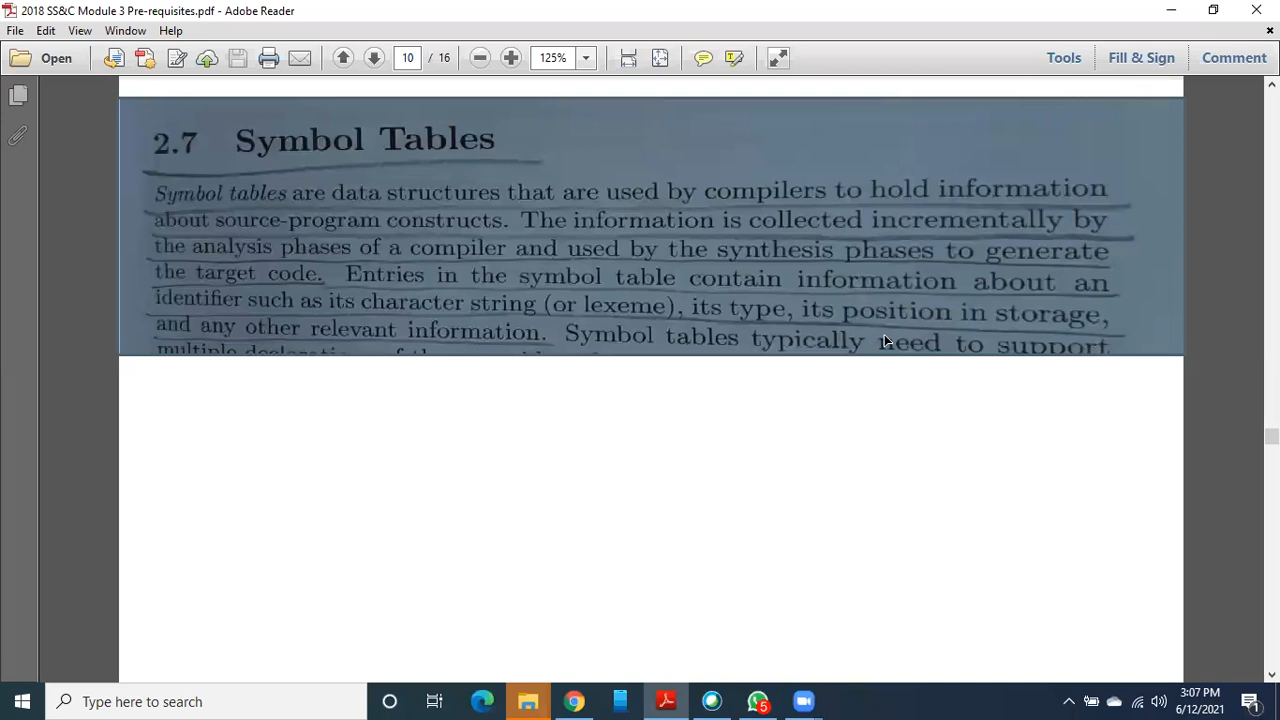 2018 SS&C Module 3 Pre-requisites.pdf - Adobe Reader
File Edit View Window Help
Open 10 / 16 125% Tools Fill & Sign Comment
2.7 Symbol Tables
Symbol tables are data structures that are used by compilers to hold information
about source-program constructs. The information is collected incrementally by
the analysis phases of a compiler and used by the synthesis phases to generate
the target code. Entries in the symbol table contain information about an
identifier such as its character string (or lexeme), its type, its position in storage,
and any other relevant information. Symbol tables typically need to support
multiple
Type here to search
5
3:07 PM
6/12/2021
1